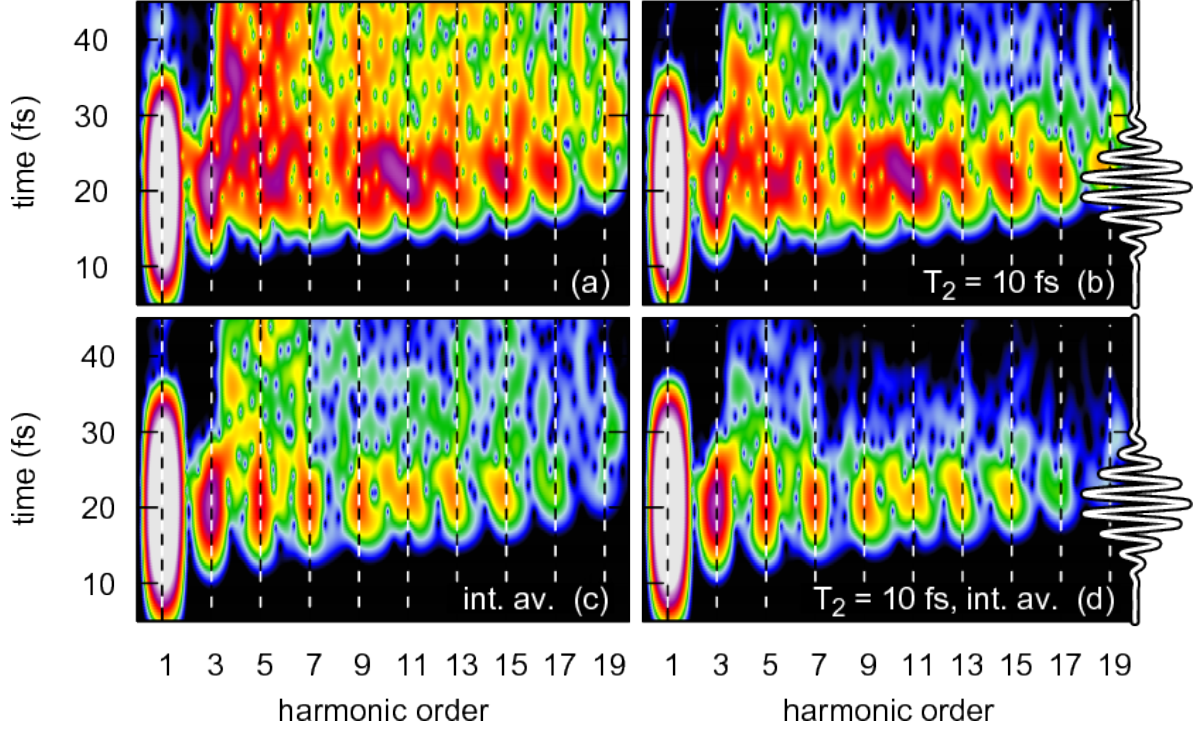 40
30
20
10
time (fs)
(a)
T2 = 10 fs (b)
40
30
20
10
time (fs)
int. av. (c)
T2 = 10 fs, int. av. (d)
1 3 5 7 9 11 13 15 17 19
1 3 5 7 9 11 13 15 17 19
harmonic order
harmonic order